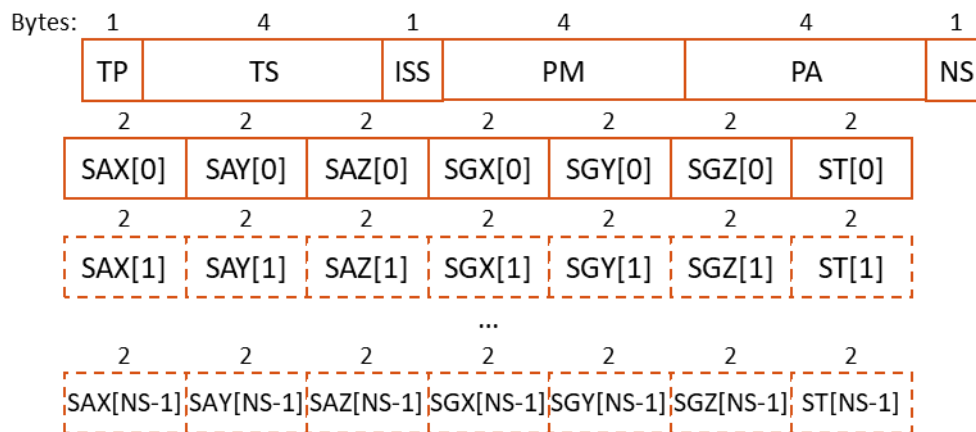 Bytes: 1 4 1 4 4 1
TP TS ISS PM PA NS
2 2 2 2 2 2 2
SAX[0] SAY[0] SAZ[0] SGX[0] SGY[0] SGZ[0] ST[0]
2 2 2 2 2 2 2
SAX[1] SAY[1] SAZ[1] SGX[1] SGY[1] SGZ[1] ST[1]
...
2 2 2 2 2 2 2
SAX[NS-1] SAY[NS-1] SAZ[NS-1] SGX[NS-1] SGY[NS-1] SGZ[NS-1] ST[NS-1]